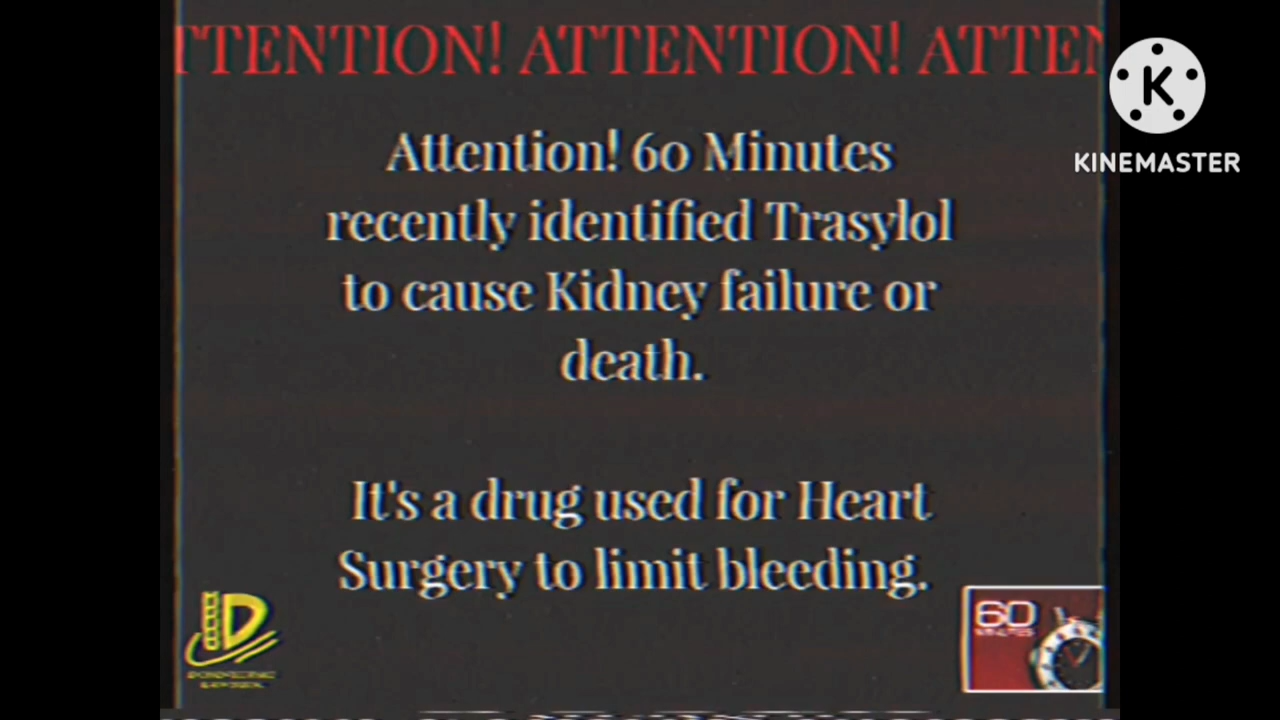 TTENTION! ATTENTION! ATTEN
K
KINEMASTER
Attention! 60 Minutes
recently identified Trasylol
to cause Kidney failure or
death.
It's a drug used for Heart
Surgery to limit bleeding.
D
60
MINUTES